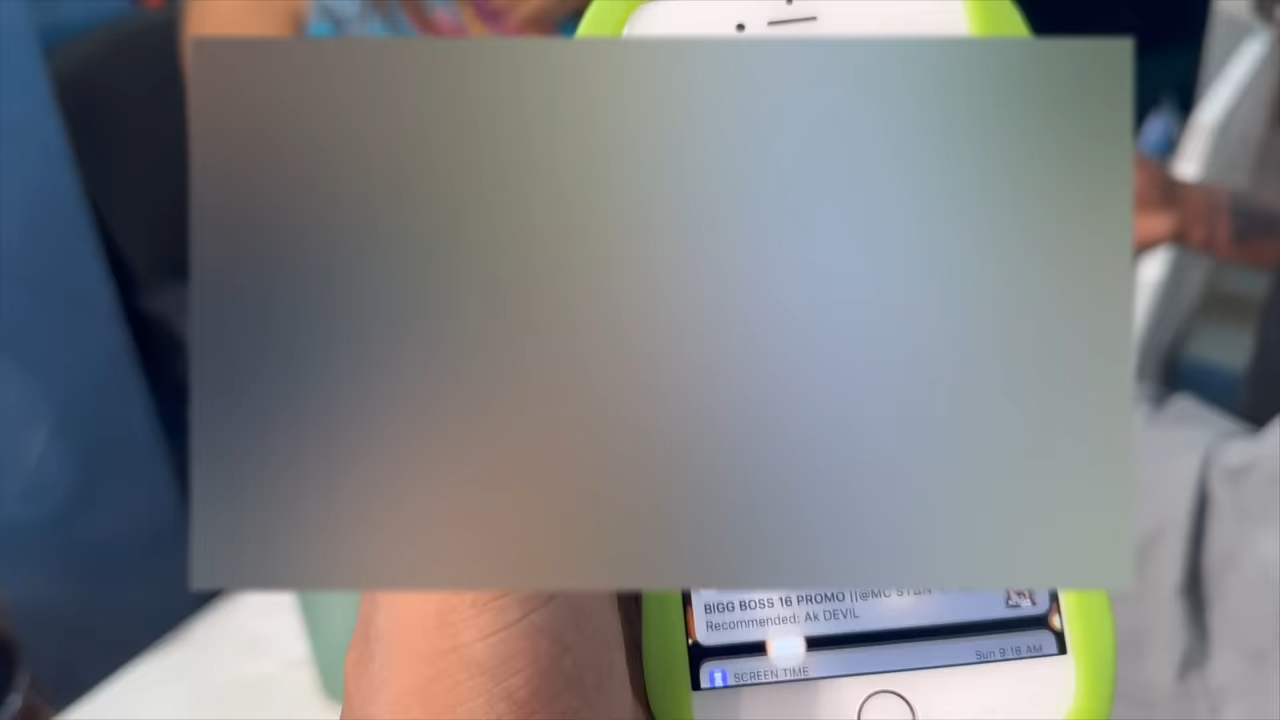 BIGG BOSS 16 PROMO ||@MC
Recommended: Ak DEVIL
Sun 9:16 AM
SCREEN TIME